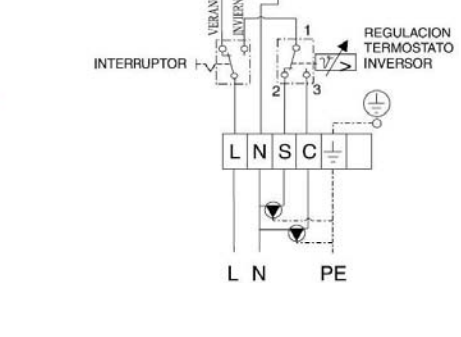 VERAN
INVIERN
1
REGULACION
TERMOSTATO
INVERSOR
INTERRUPTOR
2
3
L N S C
L N PE